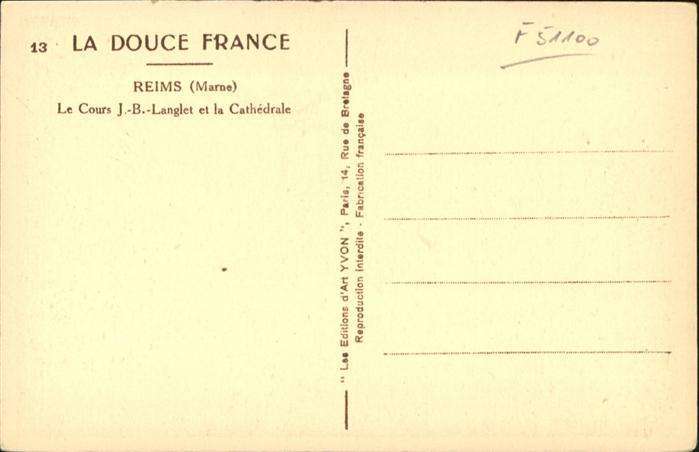 13 LA DOUCE FRANCE
REIMS (Marne)
Le Cours J.-B.-Langlet et la Cathédrale
" Les Editions d'Art YVON ", Paris, 14, Rue de Bretagne
Reproduction interdite - Fabrication française
F 51100